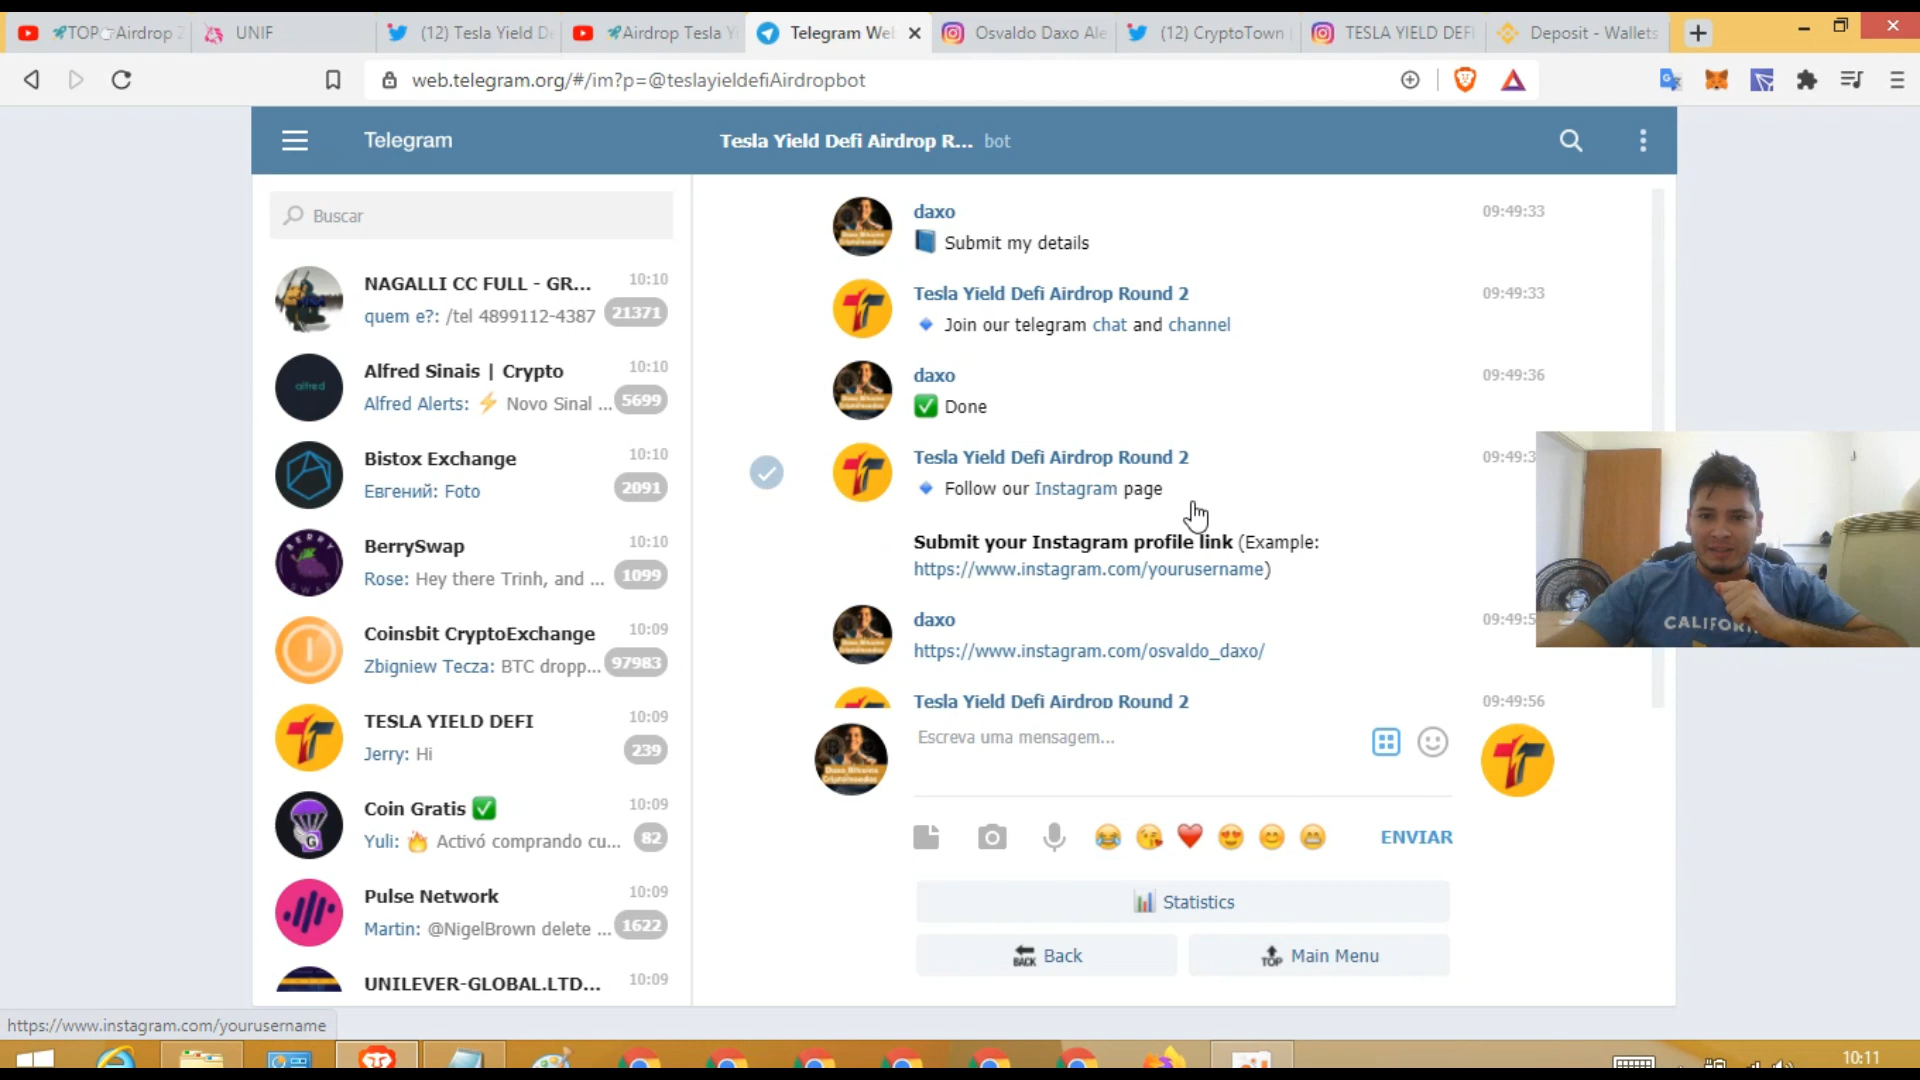 TOP Airdrop
UNIF
(12) Tesla Yield De
Airdrop Tesla Y
Telegram We
Osvaldo Daxo Ale
(12) CryptoTown
TESLA YIELD DEFI
Deposit - Wallets
web.telegram.org/#/im?p=@teslayieldefiAirdropbot
Telegram
Tesla Yield Defi Airdrop R... bot
Buscar
NAGALLI CC FULL - GR... 10:10
quem e?: /tel 4899112-4387 21371
Alfred Sinais | Crypto 10:10
alfred
Alfred Alerts: ⚡ Novo Sinal ... 5699
Bistox Exchange 10:10
Евгений: Foto 2091
BERRY SWAP
BerrySwap 10:10
Rose: Hey there Trinh, and ... 1099
Coinsbit CryptoExchange 10:09
Zbigniew Tecza: BTC dropp... 97983
TESLA YIELD DEFI 10:09
Jerry: Hi 239
Coin Gratis ✅ 10:09
Yuli: 🔥 Activó comprando cu... 82
Pulse Network 10:09
Martin: @NigelBrown delete ... 1622
UNILEVER-GLOBAL.LTD... 10:09
daxo 09:49:33
📘 Submit my details
Tesla Yield Defi Airdrop Round 2 09:49:33
🔹 Join our telegram chat and channel
daxo 09:49:36
✅ Done
Tesla Yield Defi Airdrop Round 2 09:49:3
🔹 Follow our Instagram page
Submit your Instagram profile link (Example:
https://www.instagram.com/yourusername)
daxo 09:49:5
https://www.instagram.com/osvaldo_daxo/
Tesla Yield Defi Airdrop Round 2 09:49:56
CALIFOR
Escreva uma mensagem...
ENVIAR
📊 Statistics
🔙 Back
🔝 Main Menu
https://www.instagram.com/yourusername
10:11